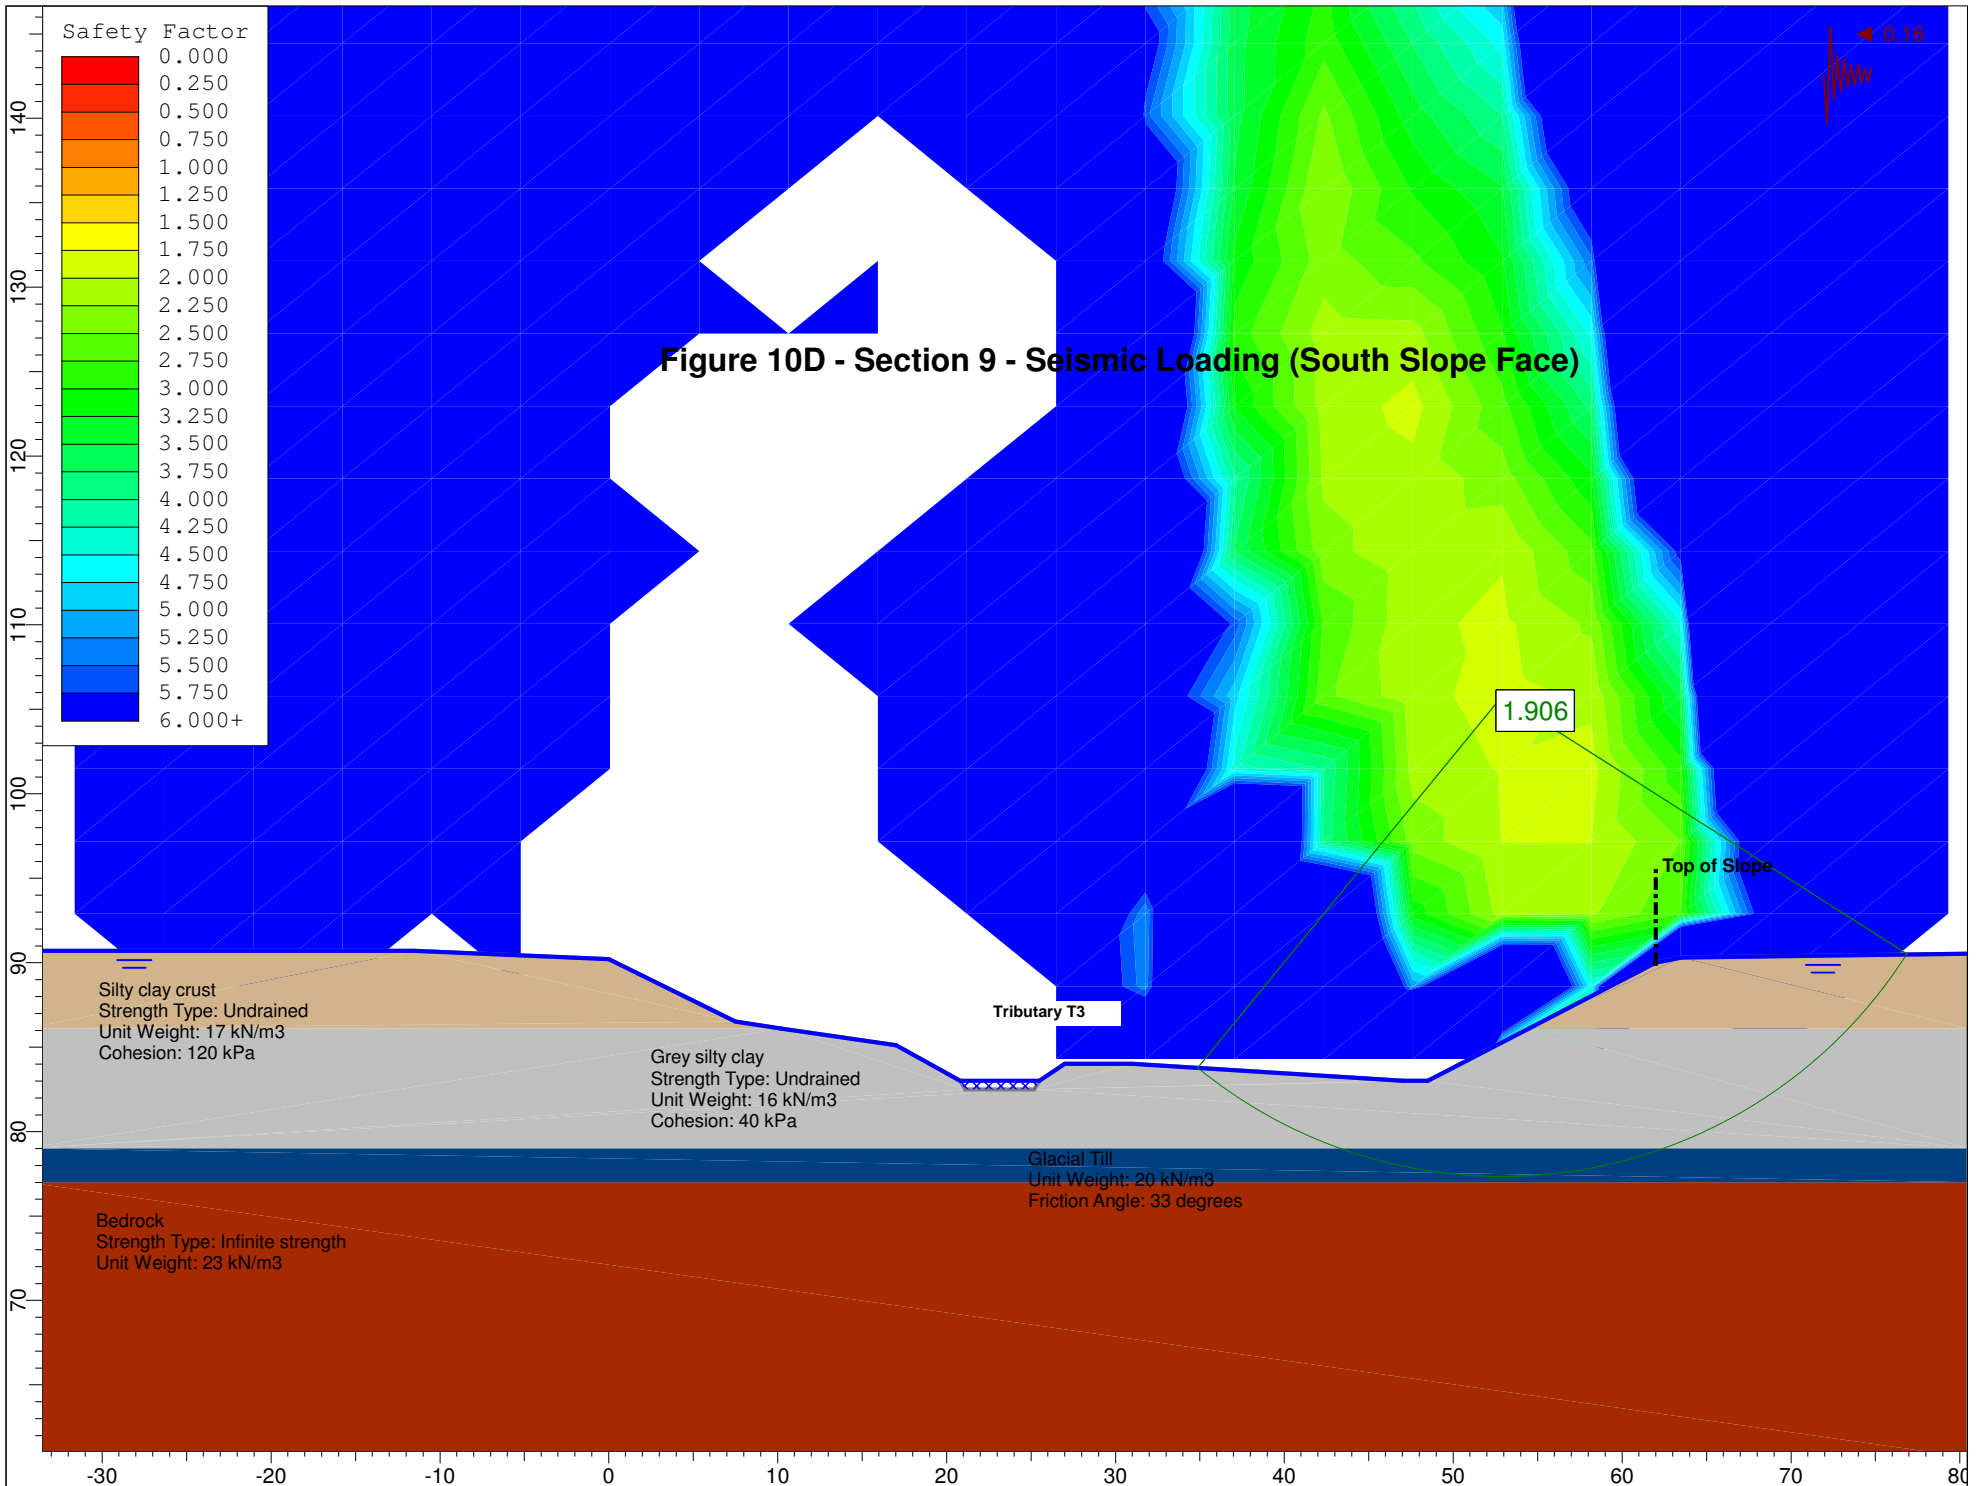 Safety Factor
0.000
0.250
0.500
0.750
1.000
1.250
1.500
1.750
2.000
2.250
2.500
2.750
3.000
3.250
3.500
3.750
4.000
4.250
4.500
4.750
5.000
5.250
5.500
5.750
6.000+
0.16
Figure 10D - Section 9 - Seismic Loading (South Slope Face)
1.906
Top of Slope
Silty clay crust
Strength Type: Undrained
Unit Weight: 17 kN/m3
Cohesion: 120 kPa
Tributary T3
Grey silty clay
Strength Type: Undrained
Unit Weight: 16 kN/m3
Cohesion: 40 kPa
Glacial Till
Unit Weight: 20 kN/m3
Friction Angle: 33 degrees
Bedrock
Strength Type: Infinite strength
Unit Weight: 23 kN/m3
140
130
120
110
100
90
80
70
-30 -20 -10 0 10 20 30 40 50 60 70 80